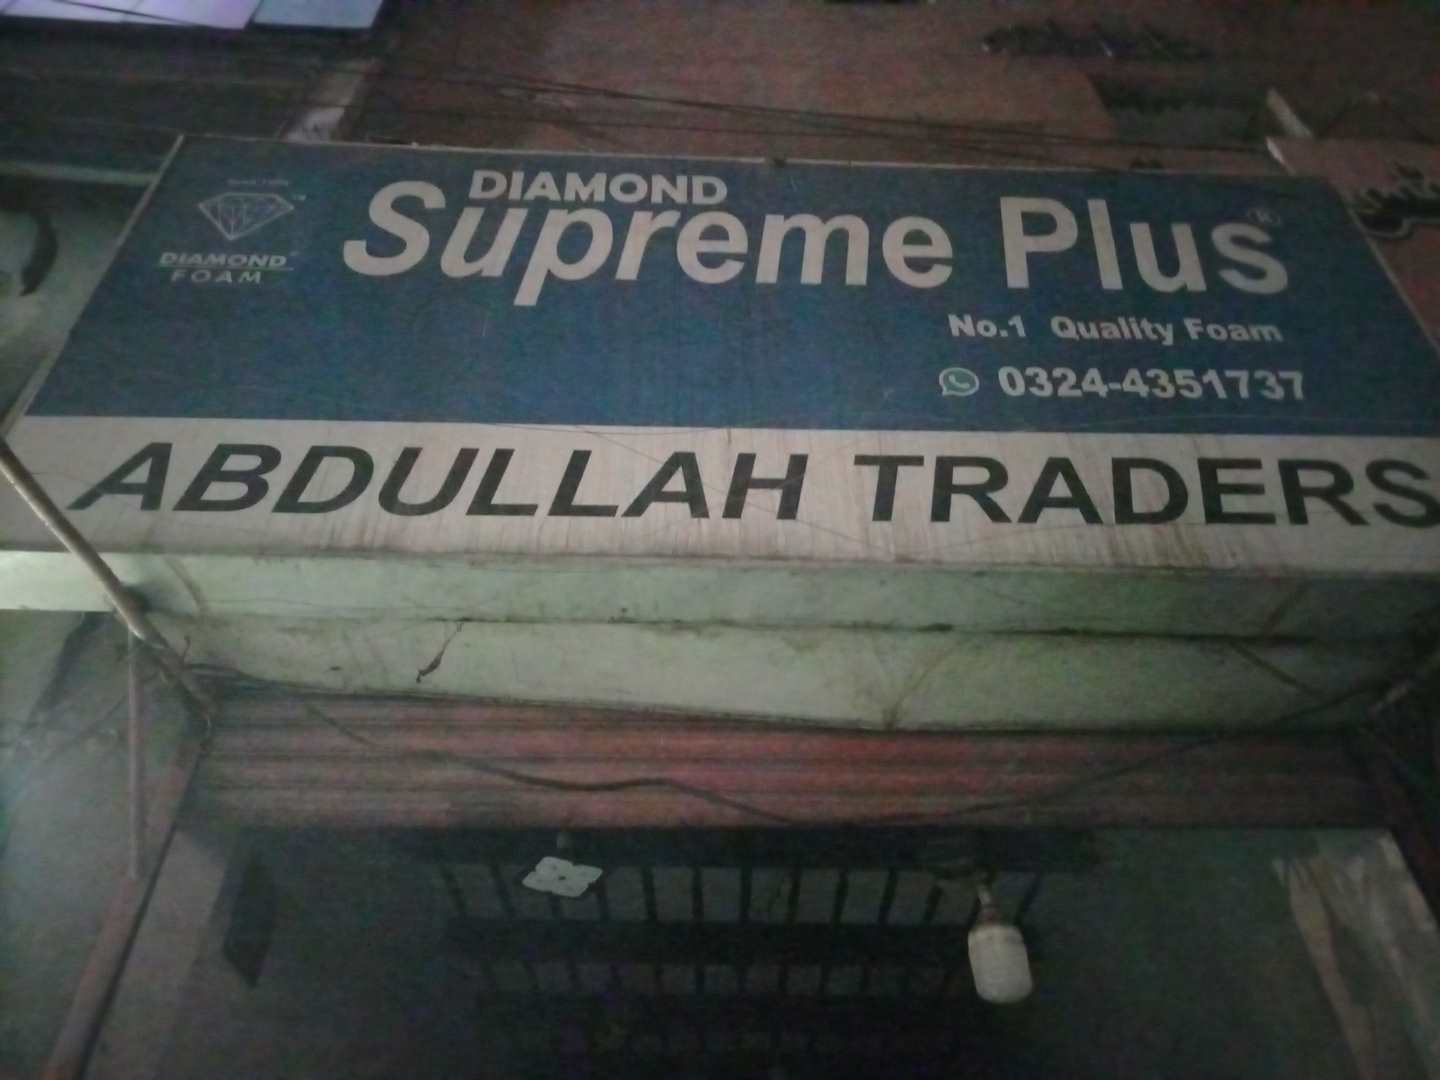 DIAMOND
FOAM
DIAMOND
Supreme Plus®
No.1 Quality Foam
0324-4351737
ABDULLAH TRADERS